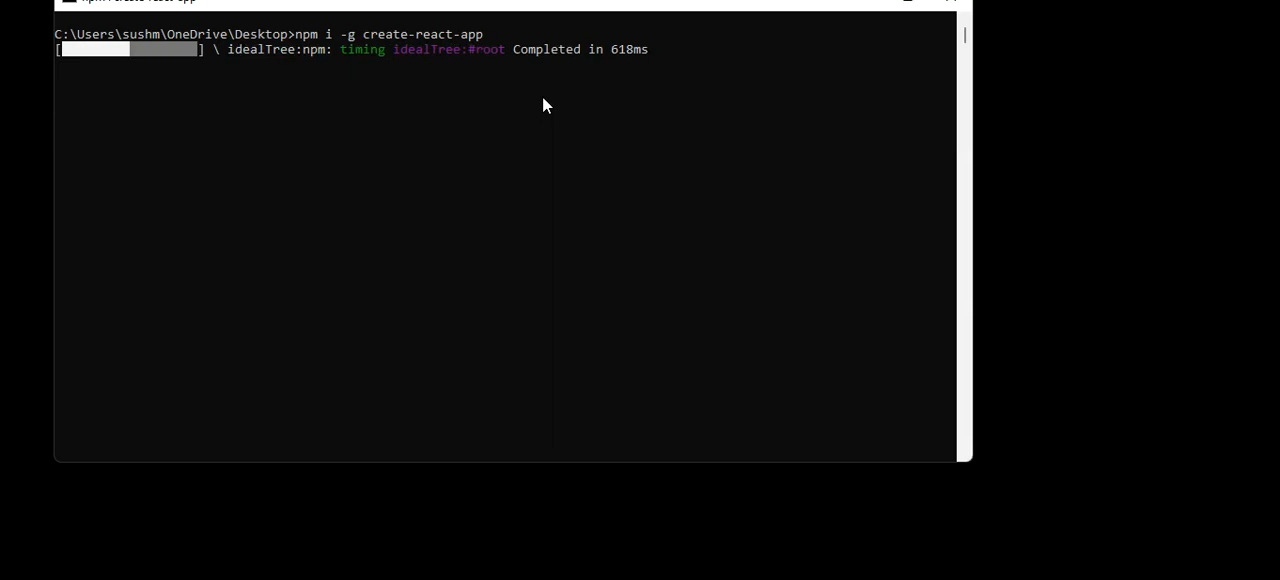 C:\Users\sushm\OneDrive\Desktop>npm i -g create-react-app
[ ] \ idealTree:npm: timing idealTree:#root Completed in 618ms